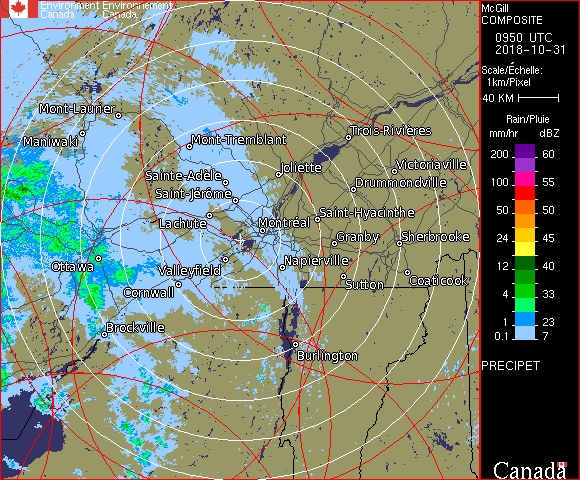 Environment Environnement
Canada Canada
McGill
COMPOSITE
0950 UTC
2018-10-31
Scale/Échelle:
1km/Pixel
40 KM
Rain/Pluie
mm/hr dBZ
200 60
100 55
50 50
24 45
12 40
4 33
1 23
0.1 7
PRECIPET
Canada
Mont-Laurier
Maniwaki
Mont-Tremblant
Trois-Rivières
Sainte-Adèle
Joliette
Victoriaville
Saint-Jérôme
Drummondville
Lachute
Montréal
Saint-Hyacinthe
Granby
Sherbrooke
Ottawa
Valleyfield
Napierville
Cornwall
Sutton
Coaticook
Brockville
Burlington